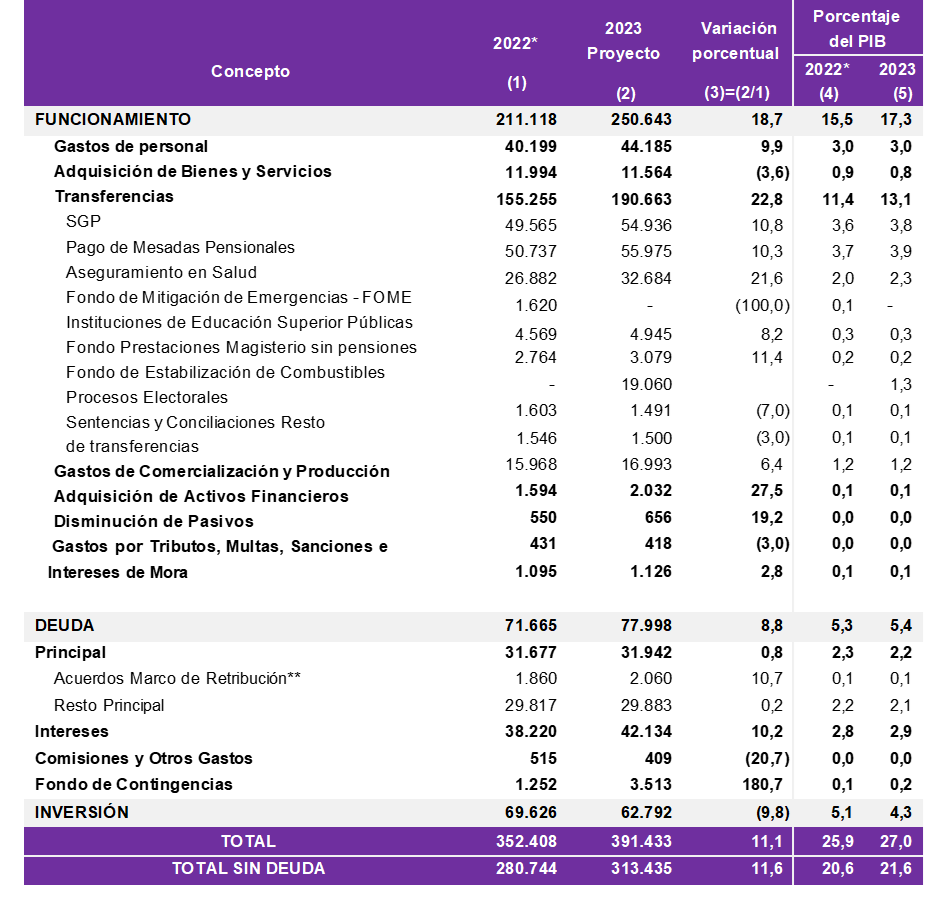 Concepto 2022* (1) 2023 Proyecto (2) Variación porcentual (3)=(2/1) Porcentaje del PIB 2022* (4) 2023 (5)
FUNCIONAMIENTO 211.118 250.643 18,7 15,5 17,3
Gastos de personal 40.199 44.185 9,9 3,0 3,0
Adquisición de Bienes y Servicios 11.994 11.564 (3,6) 0,9 0,8
Transferencias 155.255 190.663 22,8 11,4 13,1
SGP 49.565 54.936 10,8 3,6 3,8
Pago de Mesadas Pensionales 50.737 55.975 10,3 3,7 3,9
Aseguramiento en Salud 26.882 32.684 21,6 2,0 2,3
Fondo de Mitigación de Emergencias - FOME 1.620 - (100,0) 0,1 -
Instituciones de Educación Superior Públicas 4.569 4.945 8,2 0,3 0,3
Fondo Prestaciones Magisterio sin pensiones 2.764 3.079 11,4 0,2 0,2
Fondo de Estabilización de Combustibles - 19.060 - 1,3
Procesos Electorales 1.603 1.491 (7,0) 0,1 0,1
Sentencias y Conciliaciones Resto 1.546 1.500 (3,0) 0,1 0,1
de transferencias 15.968 16.993 6,4 1,2 1,2
Gastos de Comercialización y Producción 1.594 2.032 27,5 0,1 0,1
Adquisición de Activos Financieros 550 656 19,2 0,0 0,0
Disminución de Pasivos 431 418 (3,0) 0,0 0,0
Gastos por Tributos, Multas, Sanciones e
Intereses de Mora 1.095 1.126 2,8 0,1 0,1
DEUDA 71.665 77.998 8,8 5,3 5,4
Principal 31.677 31.942 0,8 2,3 2,2
Acuerdos Marco de Retribución** 1.860 2.060 10,7 0,1 0,1
Resto Principal 29.817 29.883 0,2 2,2 2,1
Intereses 38.220 42.134 10,2 2,8 2,9
Comisiones y Otros Gastos 515 409 (20,7) 0,0 0,0
Fondo de Contingencias 1.252 3.513 180,7 0,1 0,2
INVERSIÓN 69.626 62.792 (9,8) 5,1 4,3
TOTAL 352.408 391.433 11,1 25,9 27,0
TOTAL SIN DEUDA 280.744 313.435 11,6 20,6 21,6